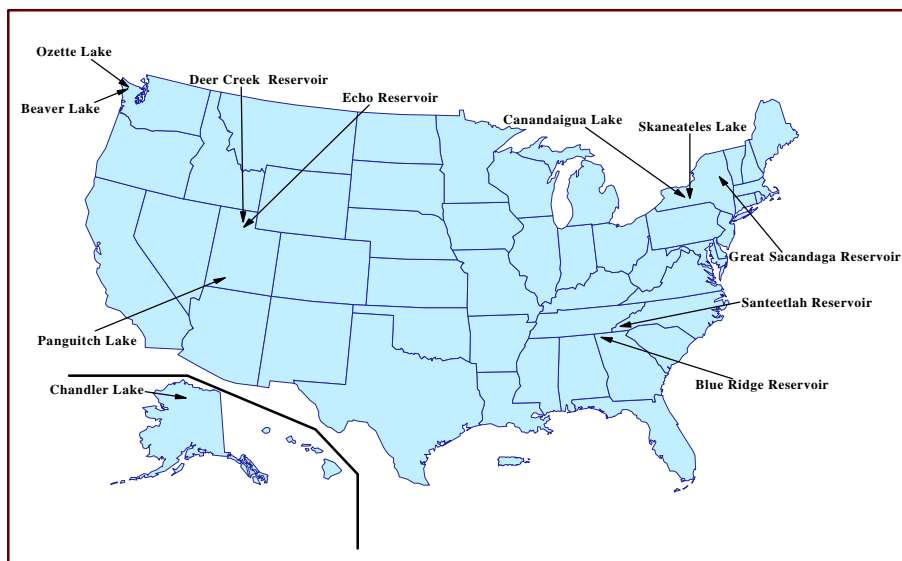 Ozette Lake
Deer Creek  Reservoir
Beaver Lake
Echo Reservoir
Canandaigua Lake
Skaneateles Lake
Great Sacandaga Reservoir
Santeetlah Reservoir
Panguitch Lake
Blue Ridge Reservoir
Chandler Lake